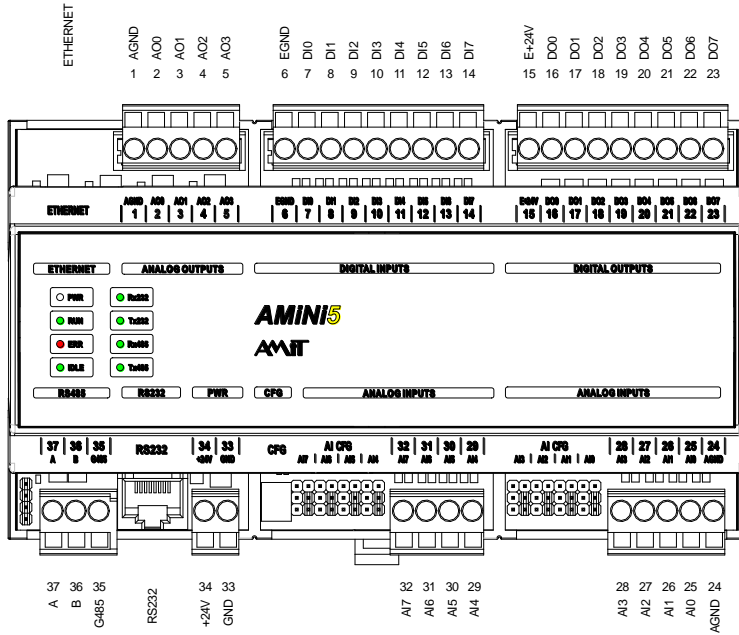 ETHERNET AGND AO0 AO1 AO2 AO3 EGND DI0 DI1 DI2 DI3 DI4 DI5 DI6 DI7 E+24V DO0 DO1 DO2 DO3 DO4 DO5 DO6 DO7
1 2 3 4 5 6 7 8 9 10 11 12 13 14 15 16 17 18 19 20 21 22 23
ETHERNET AGND AO0 AO1 AO2 AO3 EGND DI0 DI1 DI2 DI3 DI4 DI5 DI6 DI7 E+24V DO0 DO1 DO2 DO3 DO4 DO5 DO6 DO7
1 2 3 4 5 6 7 8 9 10 11 12 13 14 15 16 17 18 19 20 21 22 23
ETHERNET ANALOG OUTPUTS DIGITAL INPUTS DIGITAL OUTPUTS
PWR Rx232
RUN Tx232
ERR Rx485
IDLE Tx485
AMiNi5
AMiT
RS485 RS232 PWR CFG ANALOG INPUTS ANALOG INPUTS
37 36 35 RS232 34 33 CFG AI CFG 32 31 30 29 AI CFG 28 27 26 25 24
A B G485 +24V GND AI7 AI6 AI5 AI4 AI7 AI6 AI5 AI4 AI3 AI2 AI1 AI0 AI3 AI2 AI1 AI0 AGND
37 36 35 34 33 32 31 30 29 28 27 26 25 24
A B G485 RS232 +24V GND AI7 AI6 AI5 AI4 AI3 AI2 AI1 AI0 AGND